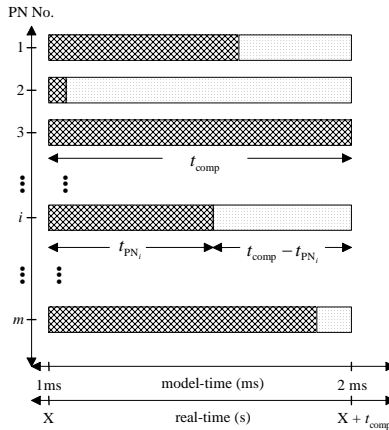 PN No.
1
2
3
t_comp
i
t_PN_i
t_comp − t_PN_i
m
1ms model-time (ms) 2 ms
X real-time (s) X + t_comp